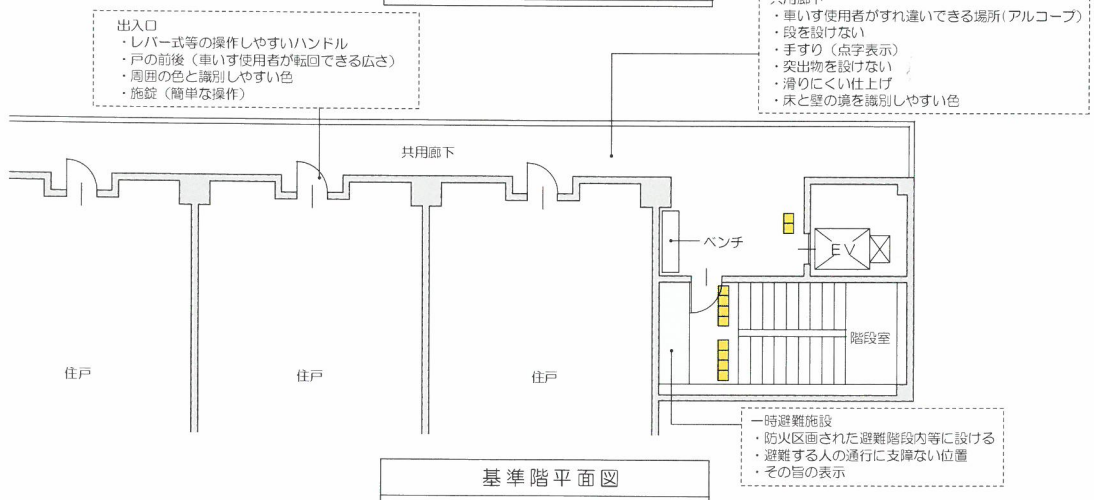 出入口
・レバー式等の操作しやすいハンドル
・戸の前後（車いす使用者が転回できる広さ）
・周囲の色と識別しやすい色
・施錠（簡単な操作）
共用廊下
・車いす使用者がすれ違いできる場所（アルコーブ）
・段を設けない
・手すり（点字表示）
・突出物を設けない
・滑りにくい仕上げ
・床と壁の境を識別しやすい色
共用廊下
ベンチ
EV
階段室
住戸
住戸
住戸
一時避難施設
・防火区画された避難階段内等に設ける
・避難する人の通行に支障ない位置
・その旨の表示
基準階平面図